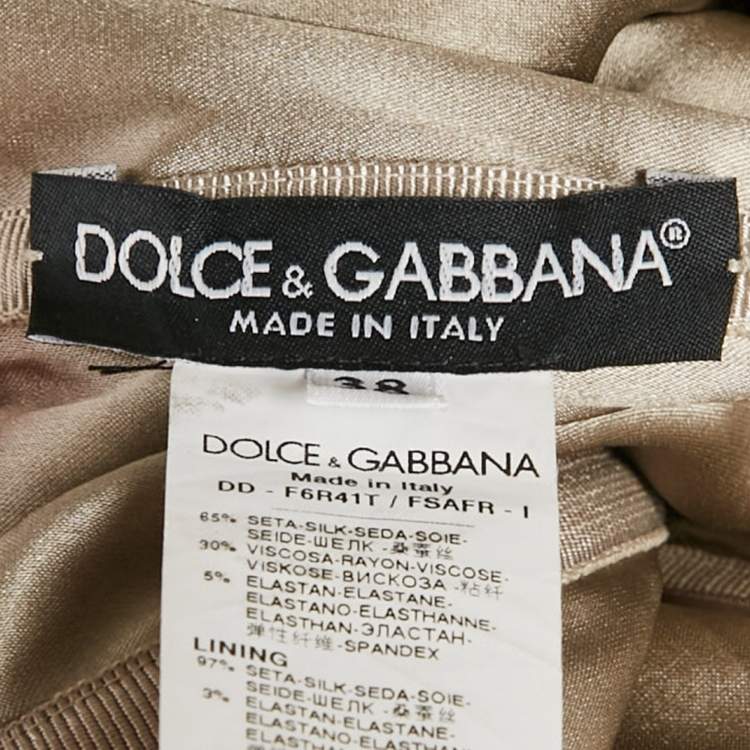 DOLCE & GABBANA®
MADE IN ITALY
38
DOLCE & GABBANA
Made in Italy
DD - F6R41T / FSAFR - I
65% SETA-SILK-SEDA-SOIE-
SEIDE-ШЕЛК -桑蚕丝
30% VISCOSA-RAYON-VISCOSE-
VISKOSE-ВИСКОЗА -粘纤
5% ELASTAN-ELASTANE-
ELASTANO-ELASTHANNE-
ELASTHAN-ЭЛАСТАН-
弹性纤维-SPANDEX
LINING
97% SETA-SILK-SEDA-SOIE-
SEIDE-ШЕЛК -桑蚕丝
3% ELASTAN-ELASTANE-
ELASTANO-ELASTHANNE-